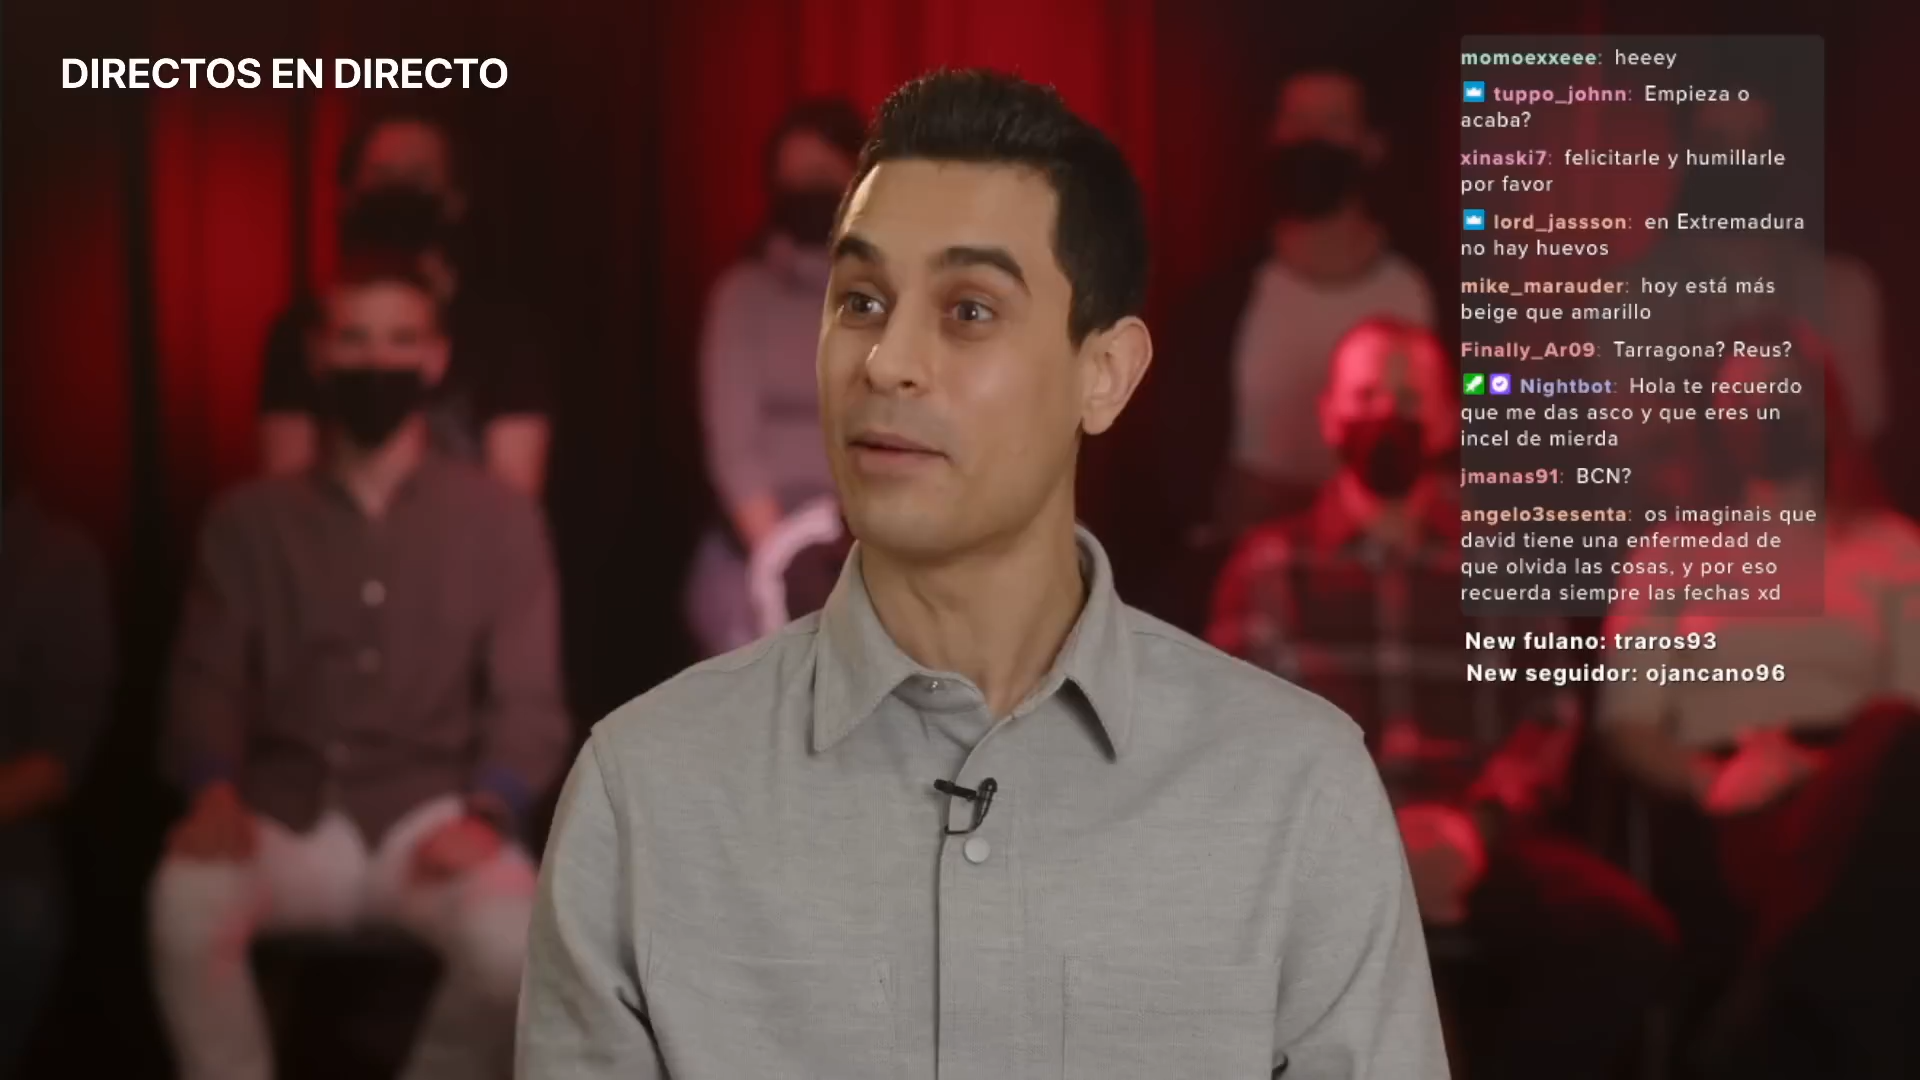 DIRECTOS EN DIRECTO
momoexxeee: heeey
tuppo_johnn: Empieza o
acaba?
xinaski7: felicitarle y humillarle
por favor
lord_jassson: en Extremadura
no hay huevos
mike_marauder: hoy está más
beige que amarillo
Finally_Ar09: Tarragona? Reus?
Nightbot: Hola te recuerdo
que me das asco y que eres un
incel de mierda
jmanas91: BCN?
angelo3sesenta: os imaginais que
david tiene una enfermedad de
que olvida las cosas, y por eso
recuerda siempre las fechas xd
New fulano: traros93
New seguidor: ojancano96